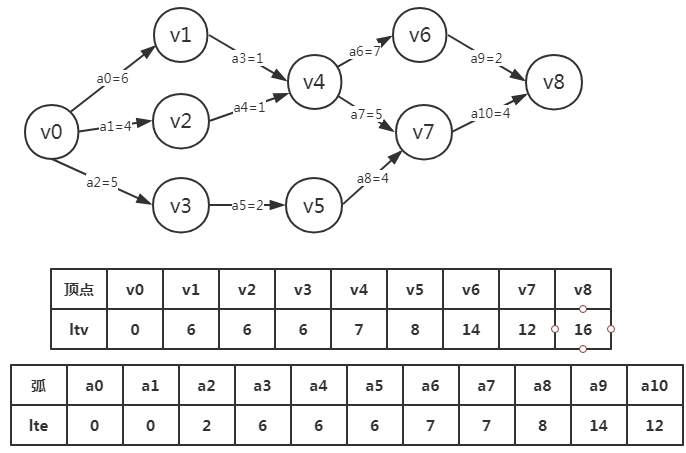 v1
v6
a0=6
a3=1
a6=7
a9=2
v4
v8
v2
v0
a1=4
a4=1
a7=5
a10=4
v7
a2=5
a8=4
v3
a5=2
v5
顶点 v0 v1 v2 v3 v4 v5 v6 v7 v8
ltv 0 6 6 6 7 8 14 12 16
弧 a0 a1 a2 a3 a4 a5 a6 a7 a8 a9 a10
lte 0 0 2 6 6 6 7 7 8 14 12